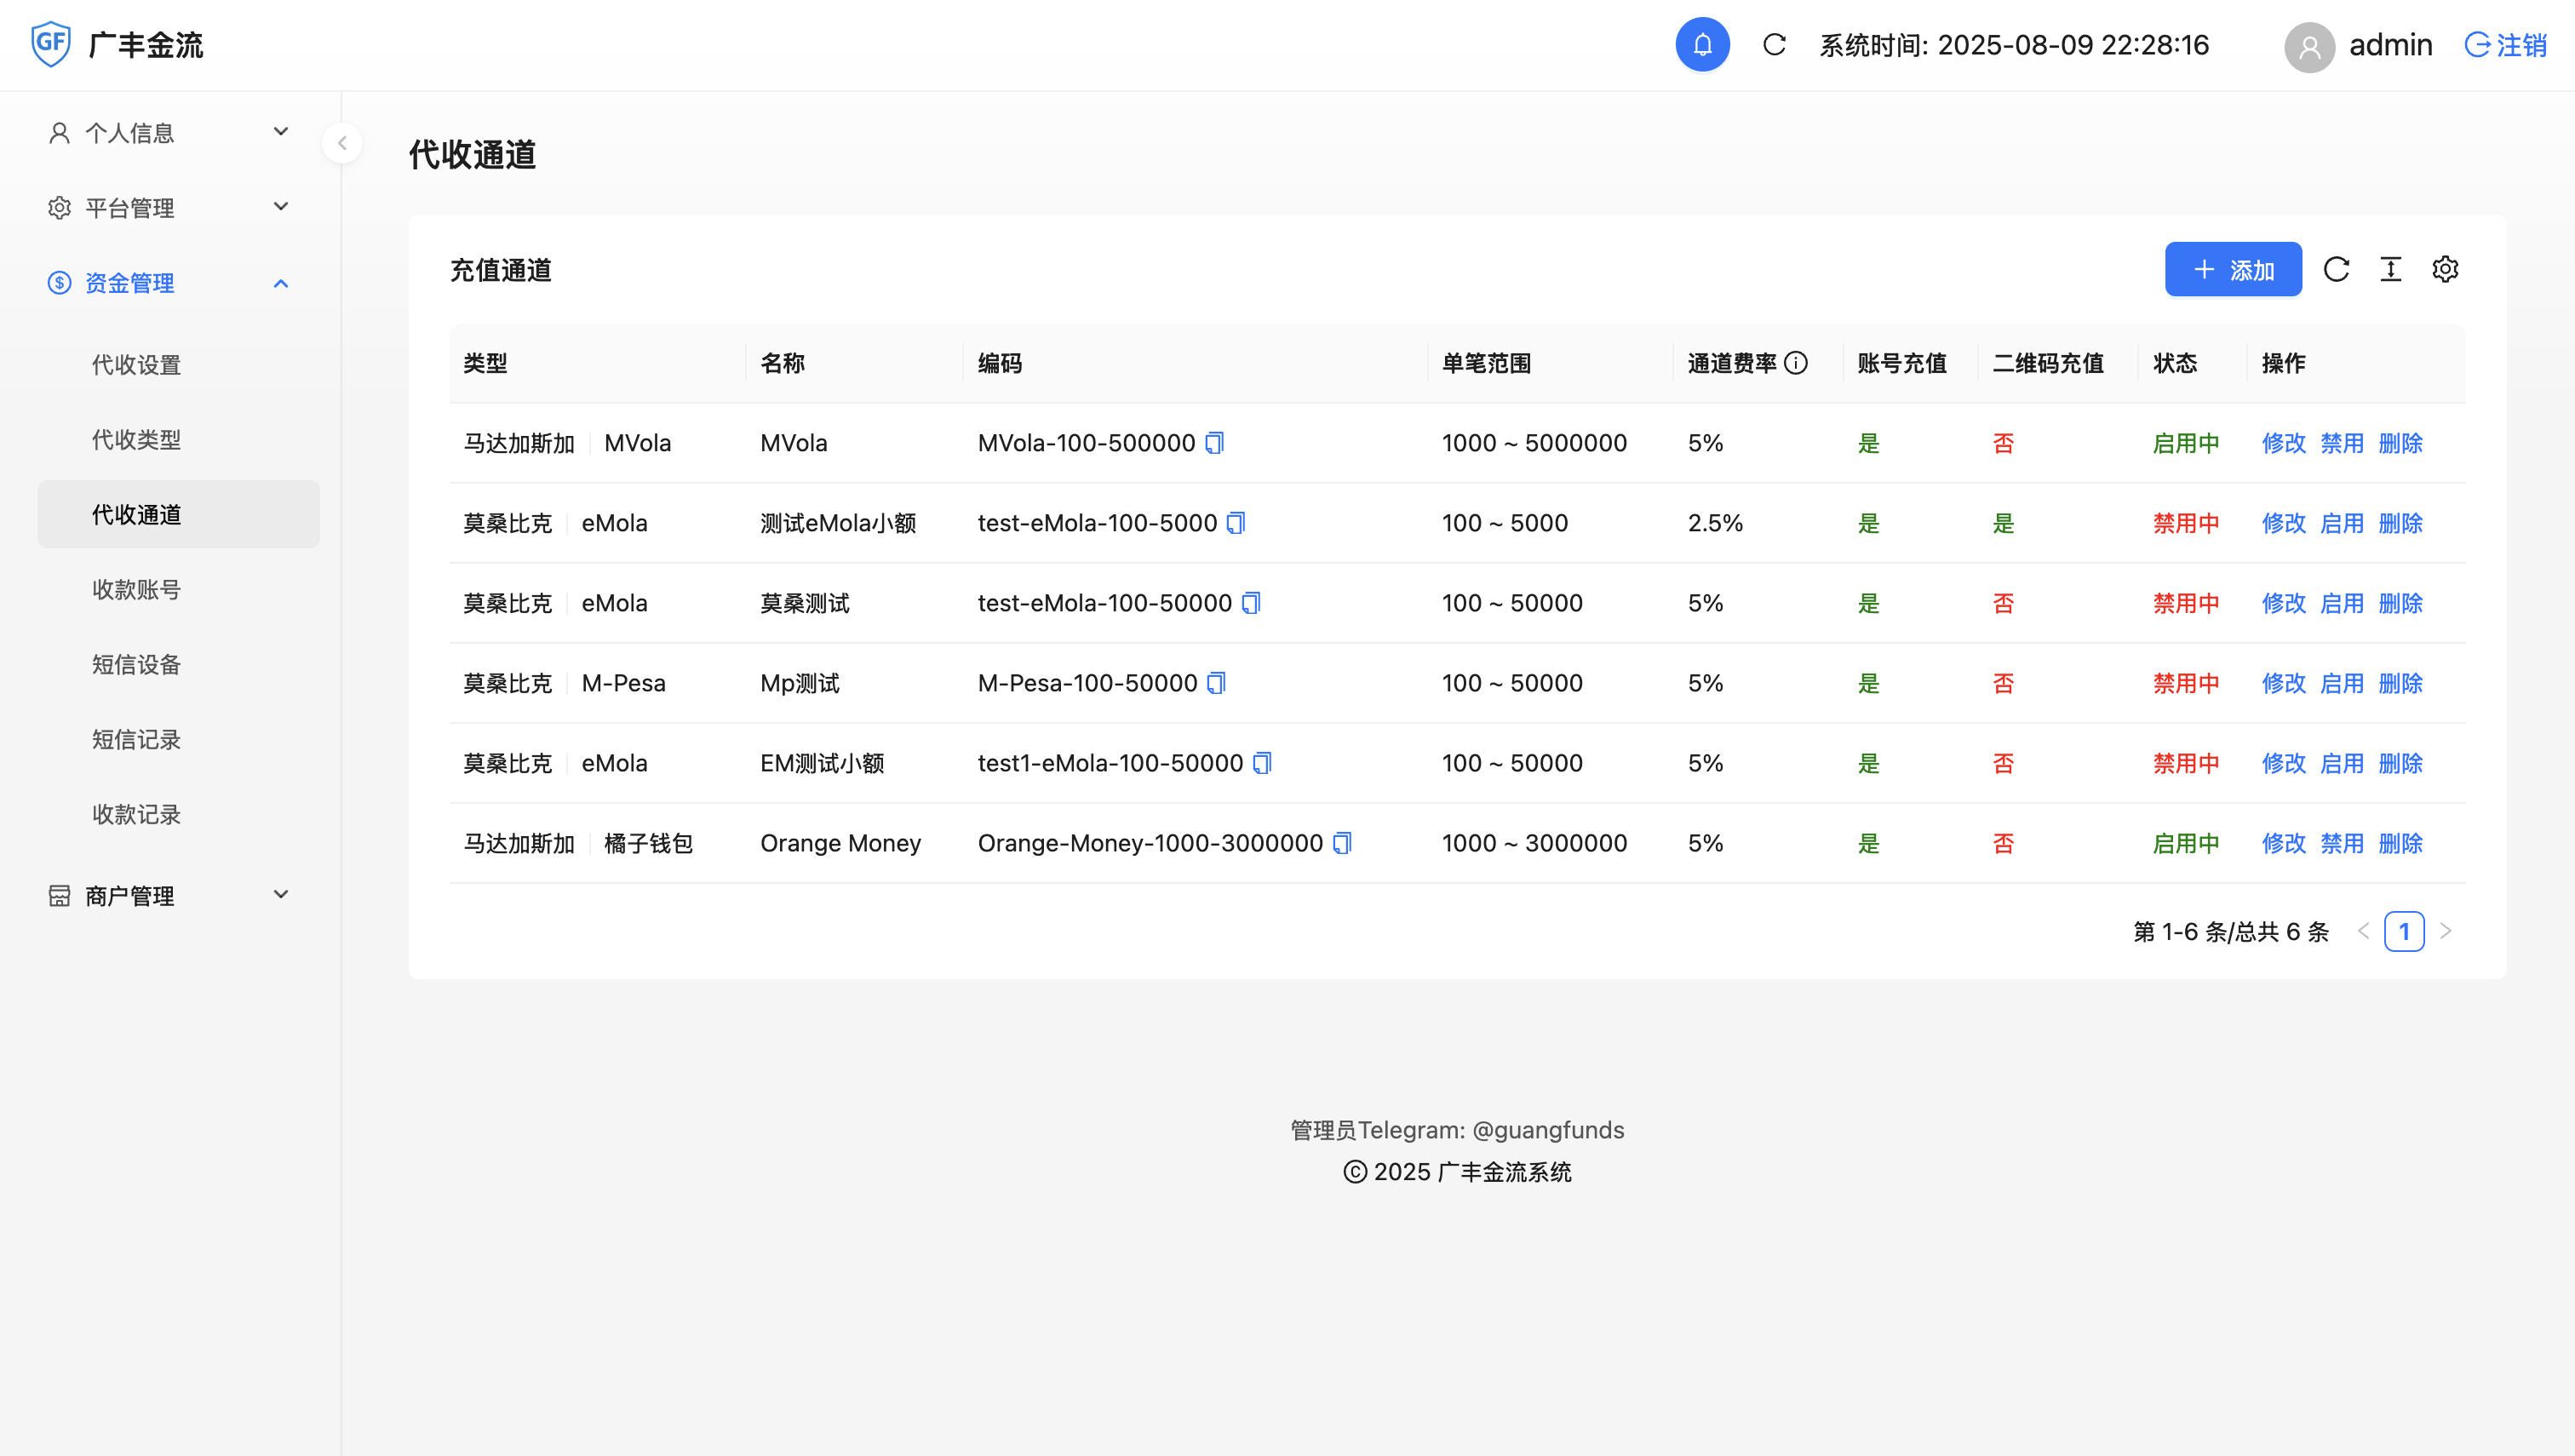 GF 广丰金流
系统时间: 2025-08-09 22:28:16
admin
注销
个人信息
平台管理
资金管理
代收设置
代收类型
代收通道
收款账号
短信设备
短信记录
收款记录
商户管理
代收通道
充值通道
添加
类型 名称 编码 单笔范围 通道费率 账号充值 二维码充值 状态 操作
马达加斯加 MVola MVola MVola-100-500000 1000 ~ 5000000 5% 是 否 启用中 修改 禁用 删除
莫桑比克 eMola 测试eMola小额 test-eMola-100-5000 100 ~ 5000 2.5% 是 是 禁用中 修改 启用 删除
莫桑比克 eMola 莫桑测试 test-eMola-100-50000 100 ~ 50000 5% 是 否 禁用中 修改 启用 删除
莫桑比克 M-Pesa Mp测试 M-Pesa-100-50000 100 ~ 50000 5% 是 否 禁用中 修改 启用 删除
莫桑比克 eMola EM测试小额 test1-eMola-100-50000 100 ~ 50000 5% 是 否 禁用中 修改 启用 删除
马达加斯加 橘子钱包 Orange Money Orange-Money-1000-3000000 1000 ~ 3000000 5% 是 否 启用中 修改 禁用 删除
第 1-6 条/总共 6 条 < 1 >
管理员Telegram: @guangfunds
© 2025 广丰金流系统